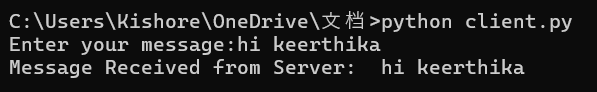 C:\Users\Kishore\OneDrive\文档>python client.py
Enter your message:hi keerthika
Message Received from Server:  hi keerthika